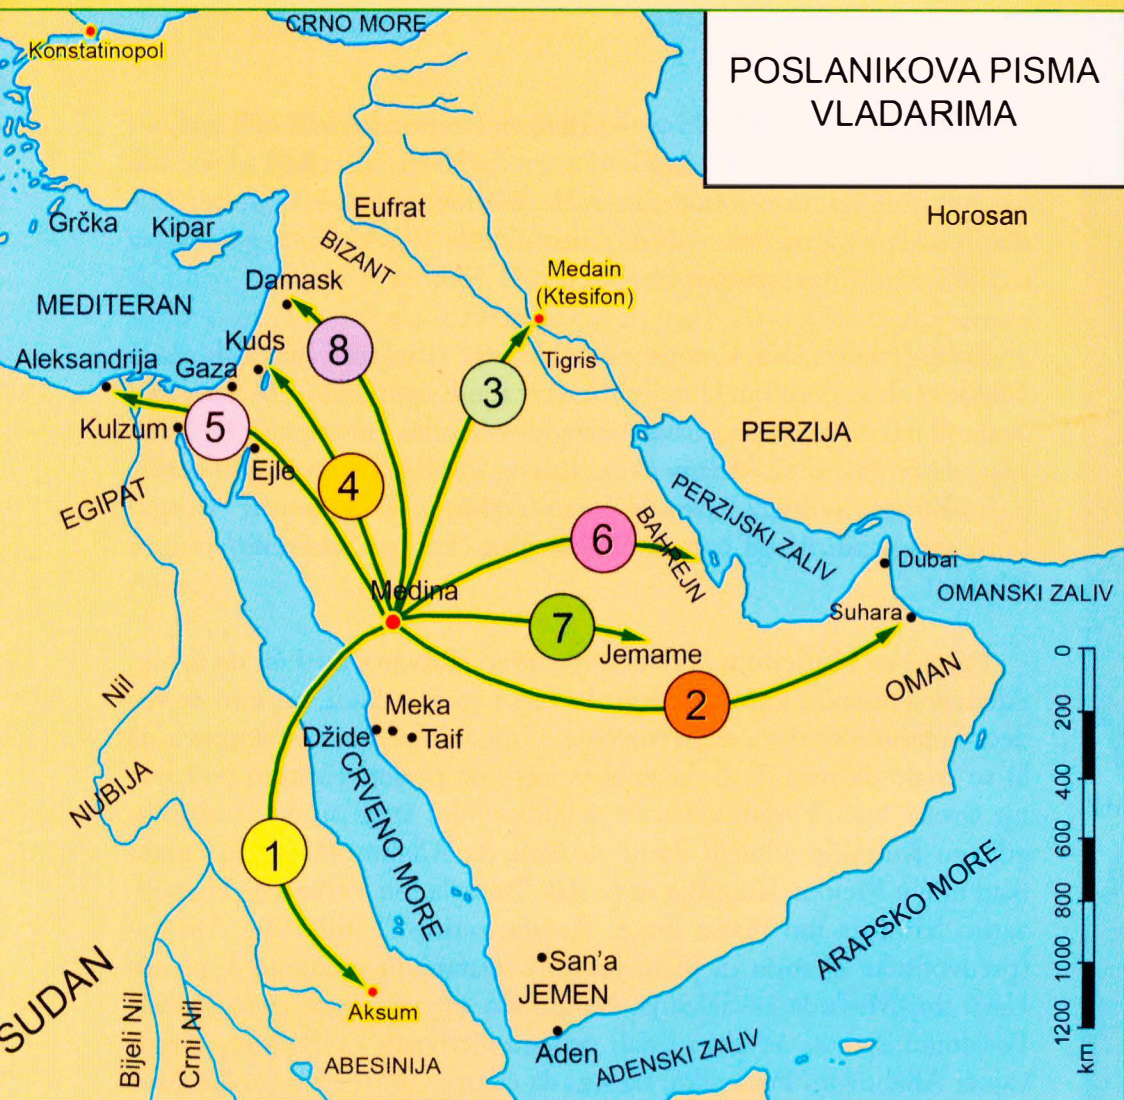 CRNO MORE
Konstatinopol
POSLANIKOVA PISMA
VLADARIMA
Horosan
Eufrat
Grčka
Kipar
BIZANT
Damask
Medain
(Ktesifon)
MEDITERAN
Kuds
8
Aleksandrija
Gaza
Tigris
3
Kulzum
5
PERZIJA
Ejle
4
EGIPAT
PERZIJSKI ZALIV
BAHREJN
6
Dubai
Medina
OMANSKI ZALIV
Suhara
7
Jemame
OMAN
Nil
Meka
2
Džide
Taif
NUBIJA
CRVENO MORE
1
ARAPSKO MORE
San'a
JEMEN
SUDAN
Aksum
Bijeli Nil
Crni Nil
ABESINIJA
Aden
ADENSKI ZALIV
0
200
400
600
800
1000
1200
km